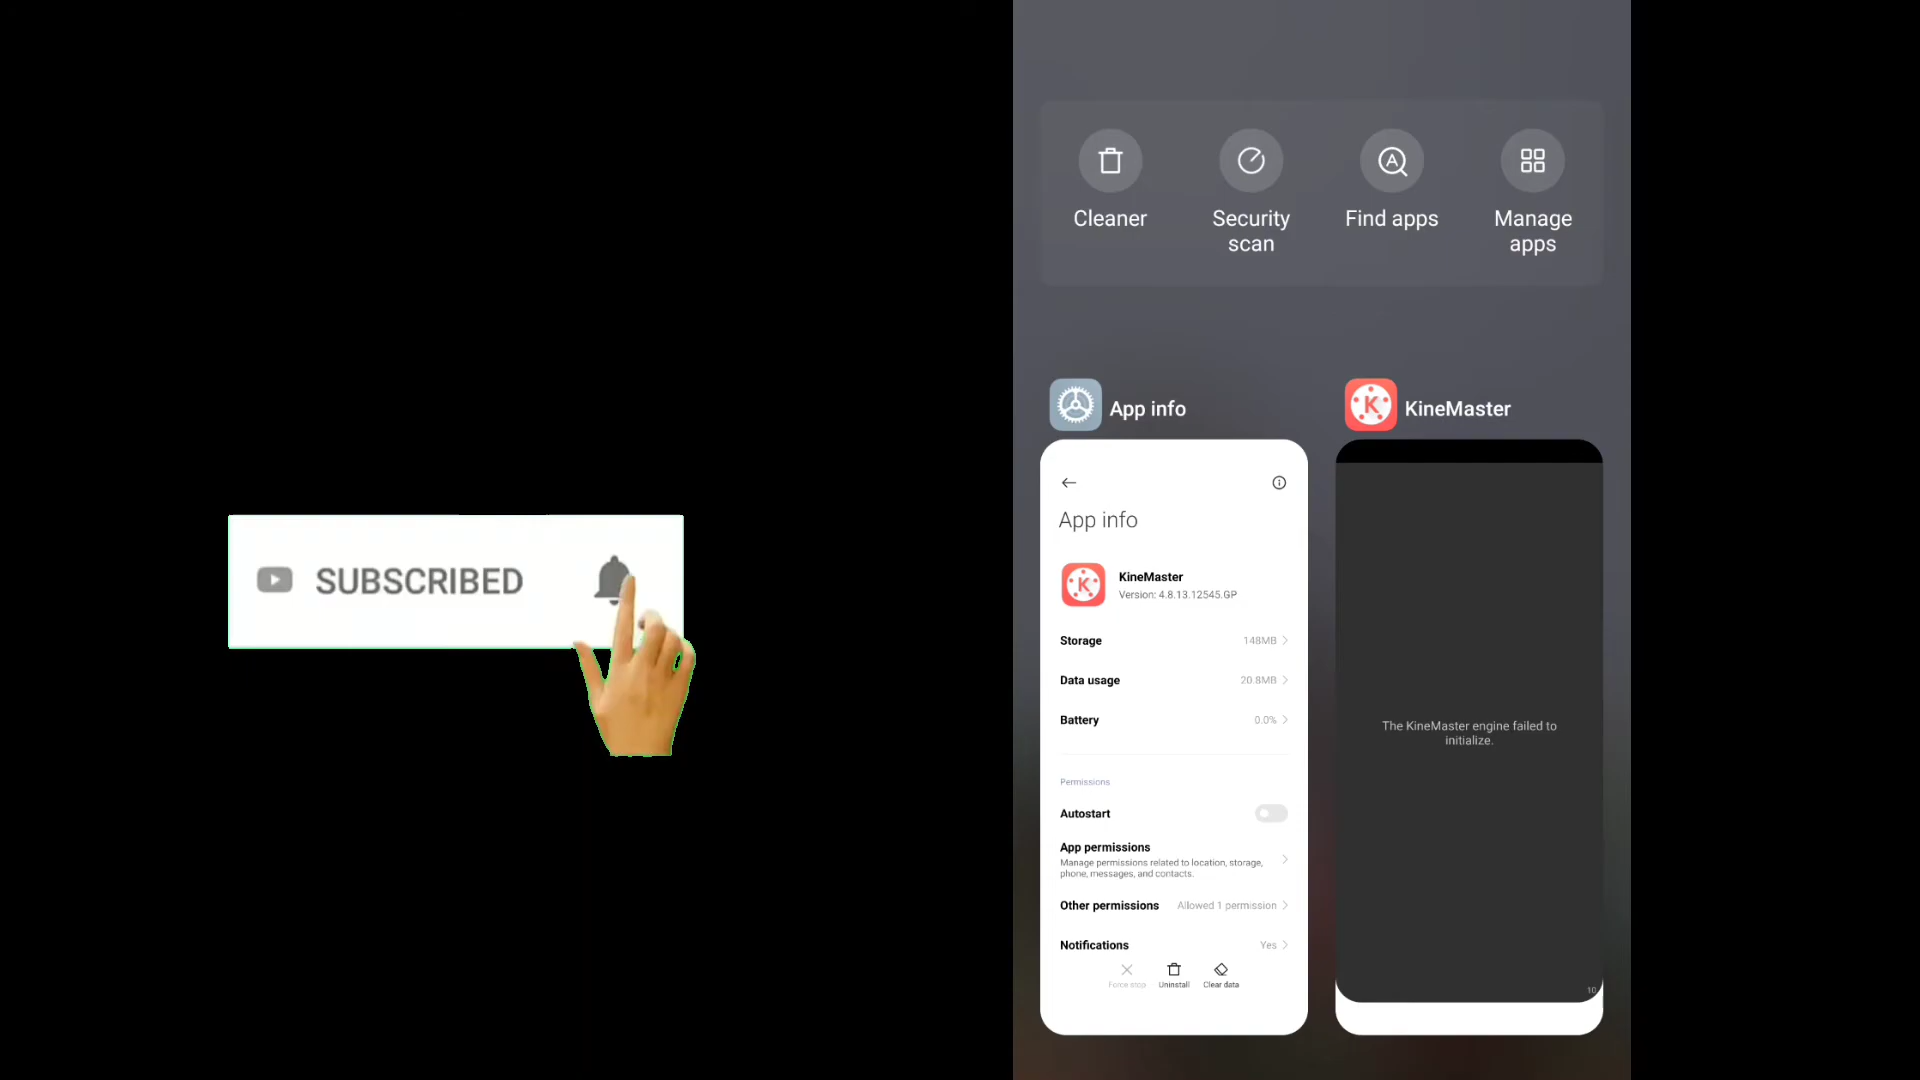 SUBSCRIBED
Cleaner
Security
scan
Find apps
Manage
apps
App info
App info
KineMaster
Version: 4.8.13.12545.GP
Storage 148MB
Data usage 20.8MB
Battery 0.0%
Permissions
Autostart
App permissions
Manage permissions related to location, storage,
phone, messages, and contacts.
Other permissions Allowed 1 permission
Notifications Yes
Force stop Uninstall Clear data
KineMaster
The KineMaster engine failed to
initialize.
10